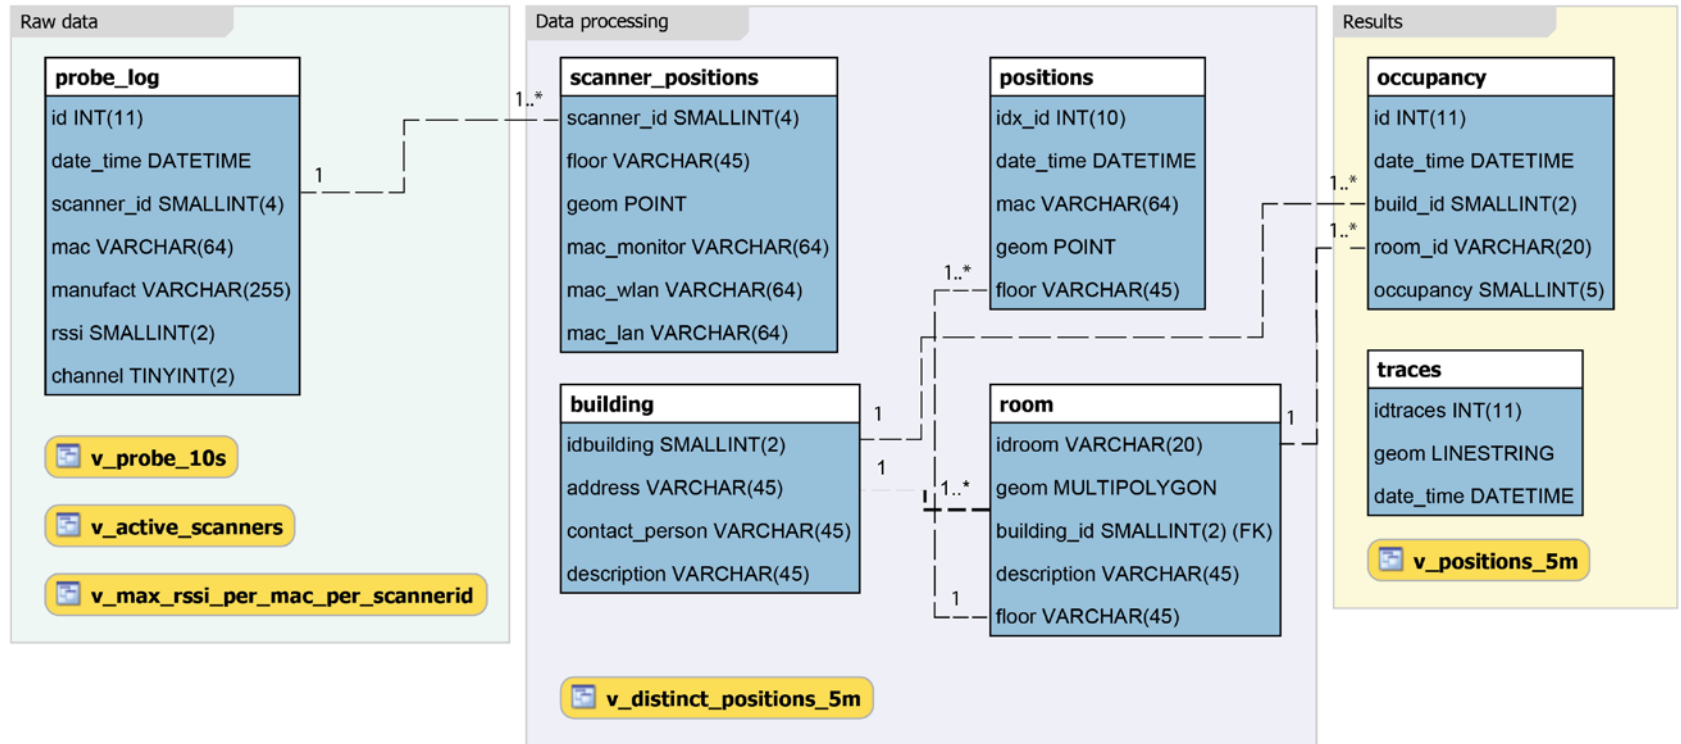 Raw data
probe_log
id INT(11)
date_time DATETIME
scanner_id SMALLINT(4)
mac VARCHAR(64)
manufact VARCHAR(255)
rssi SMALLINT(2)
channel TINYINT(2)
1
1..*
v_probe_10s
v_active_scanners
v_max_rssi_per_mac_per_scannerid
Data processing
scanner_positions
scanner_id SMALLINT(4)
floor VARCHAR(45)
geom POINT
mac_monitor VARCHAR(64)
mac_wlan VARCHAR(64)
mac_lan VARCHAR(64)
positions
idx_id INT(10)
date_time DATETIME
mac VARCHAR(64)
geom POINT
floor VARCHAR(45)
1..*
building
idbuilding SMALLINT(2)
address VARCHAR(45)
contact_person VARCHAR(45)
description VARCHAR(45)
1
1
1..*
1
room
idroom VARCHAR(20)
geom MULTIPOLYGON
building_id SMALLINT(2) (FK)
description VARCHAR(45)
floor VARCHAR(45)
1
v_distinct_positions_5m
Results
occupancy
id INT(11)
date_time DATETIME
build_id SMALLINT(2)
room_id VARCHAR(20)
occupancy SMALLINT(5)
1..*
1..*
traces
idtraces INT(11)
geom LINESTRING
date_time DATETIME
v_positions_5m